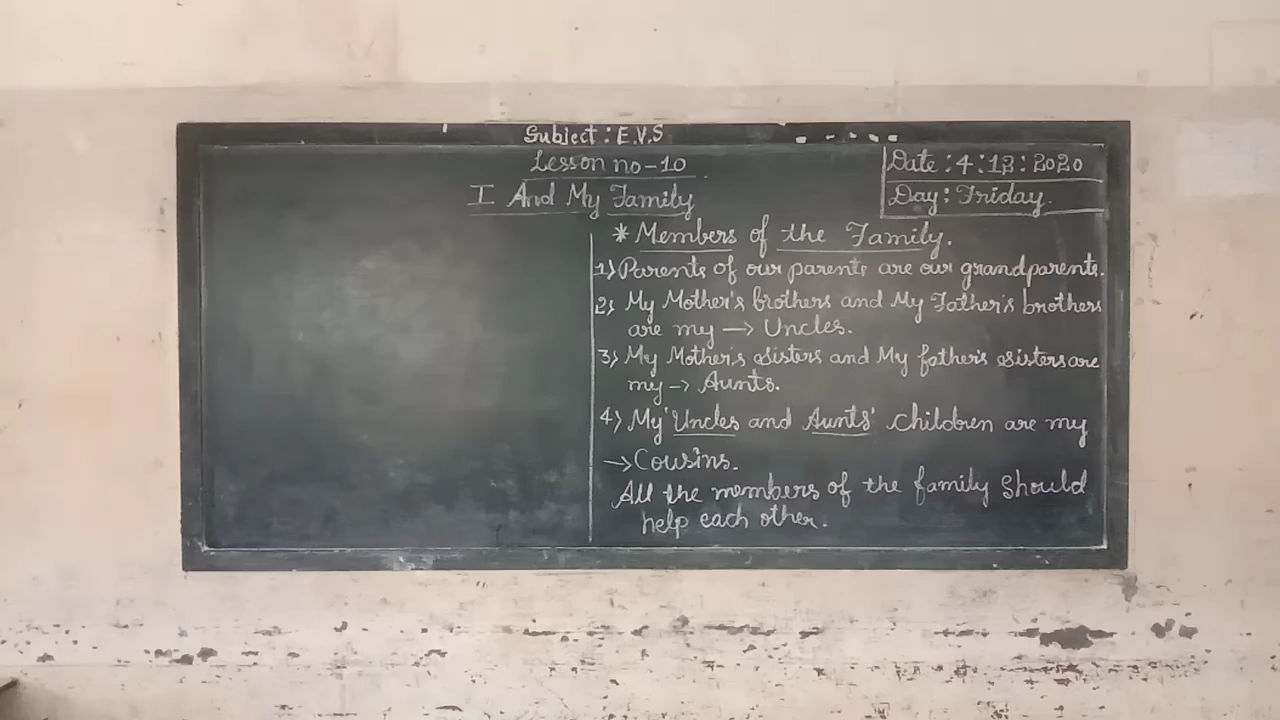 Subject : E.V.S
Lesson no-10
I And My Family
Date : 4 : 12 : 2020
Day : Friday.
* Members of the Family.
1) Parents of our parents are our grandparents.
2) My Mother's brothers and My Father's brothers
are my → Uncles.
3) My Mother's Sisters and My father's Sisters are
my → Aunts.
4) My 'Uncles and Aunts' children are my
→ Cousins.
All the members of the family Should
help each other.